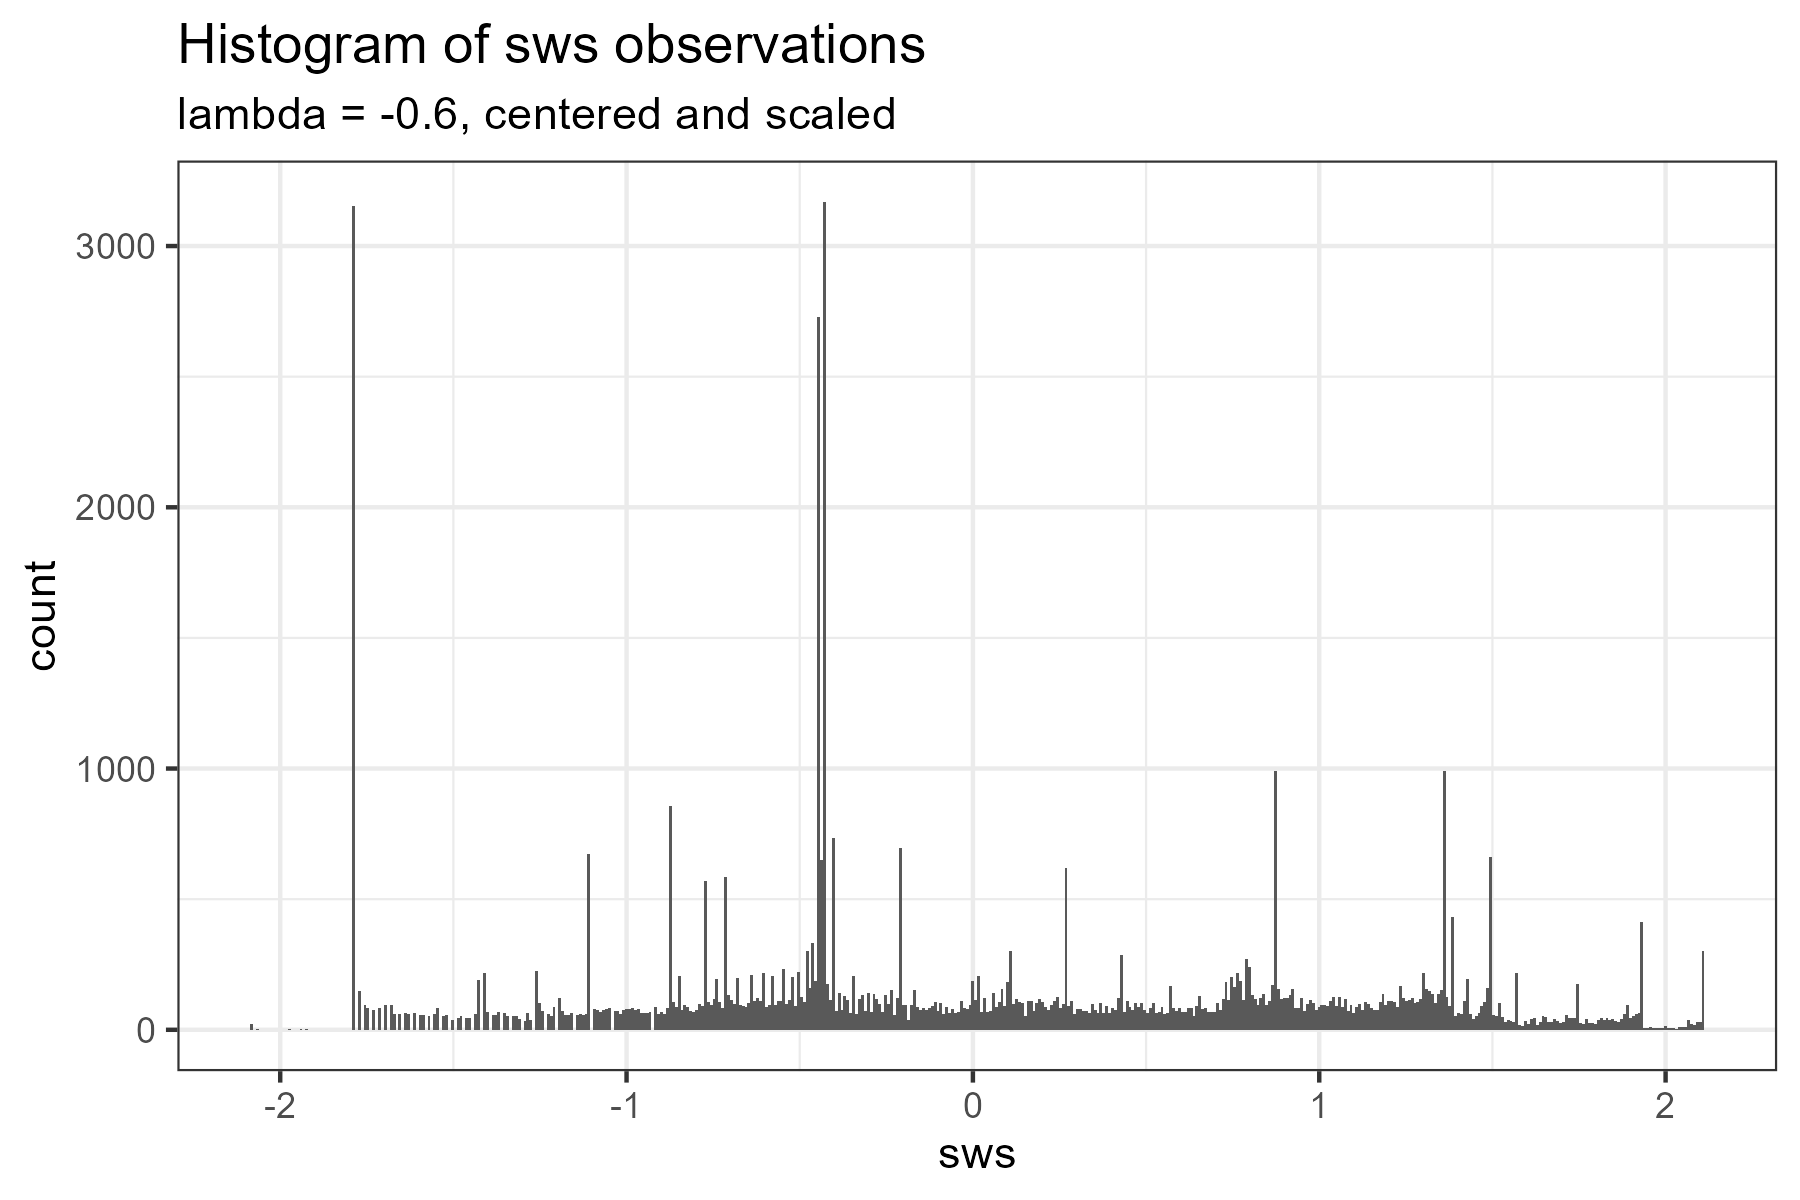 Histogram of sws observations
lambda = -0.6, centered and scaled
3000
2000
1000
0
count
-2
-1
0
1
2
sws